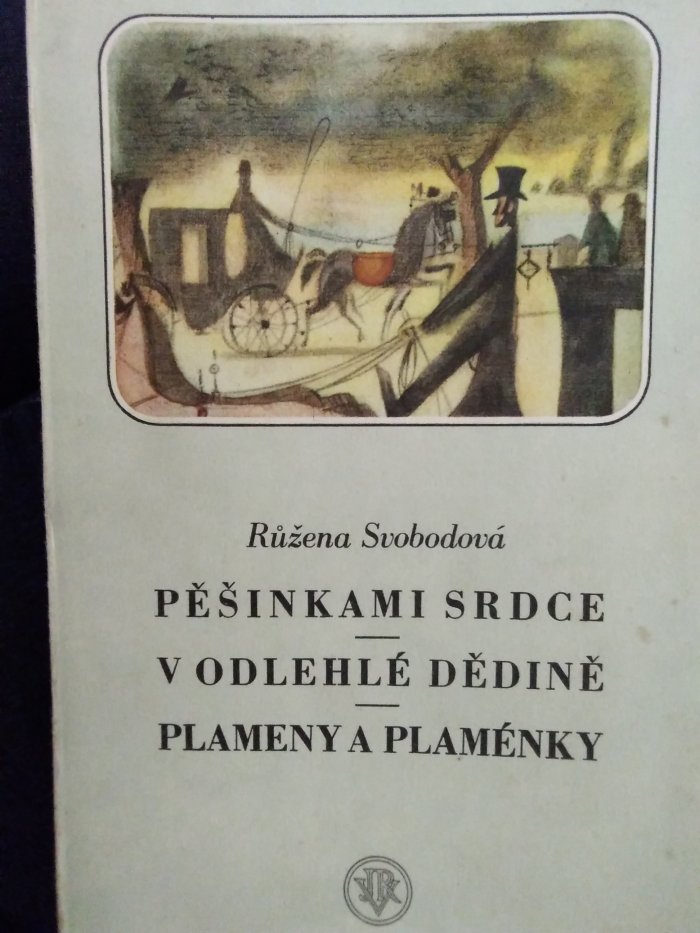 Růžena Svobodová
PĚŠINKAMI SRDCE
V ODLEHLÉ DĚDINĚ
PLAMENY A PLAMÉNKY